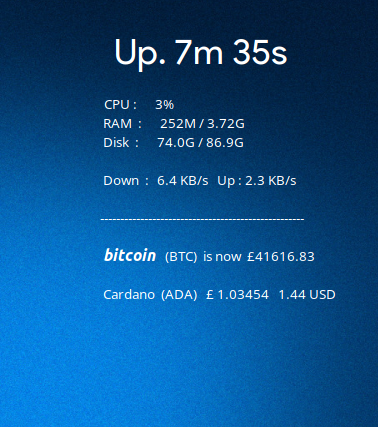 Up. 7m 35s
CPU : 3%
RAM : 252M / 3.72G
Disk : 74.0G / 86.9G
Down : 6.4 KB/s Up : 2.3 KB/s
---------------------------------------------------
bitcoin (BTC) is now £41616.83
Cardano (ADA) £ 1.03454 1.44 USD